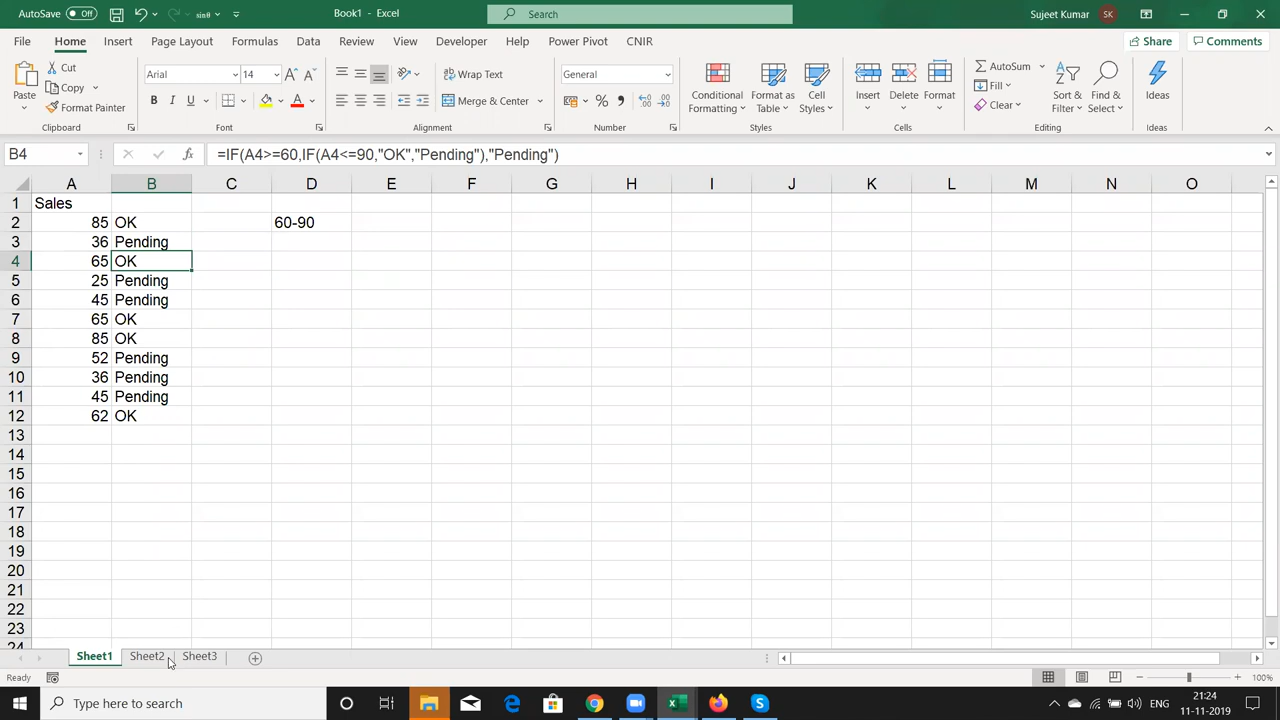 AutoSave Off sinθ Book1 - Excel Search Sujeet Kumar SK
File Home Insert Page Layout Formulas Data Review View Developer Help Power Pivot CNIR Share Comments
Paste Cut Copy Format Painter
Clipboard
Arial 14
B I U
Font
Wrap Text
Merge & Center
Alignment
General
%
Number
Conditional Formatting Format as Table Cell Styles
Styles
Insert Delete Format
Cells
AutoSum Fill Clear Sort & Filter Find & Select
Editing
Ideas
Ideas
B4 fx =IF(A4>=60,IF(A4<=90,"OK","Pending"),"Pending")
A B C D E F G H I J K L M N O
1 Sales
2 85 OK 60-90
3 36 Pending
4 65 OK
5 25 Pending
6 45 Pending
7 65 OK
8 85 OK
9 52 Pending
10 36 Pending
11 45 Pending
12 62 OK
13
14
15
16
17
18
19
20
21
22
23
24
Sheet1 Sheet2 Sheet3
Ready 100%
Type here to search ENG 21:24
11-11-2019